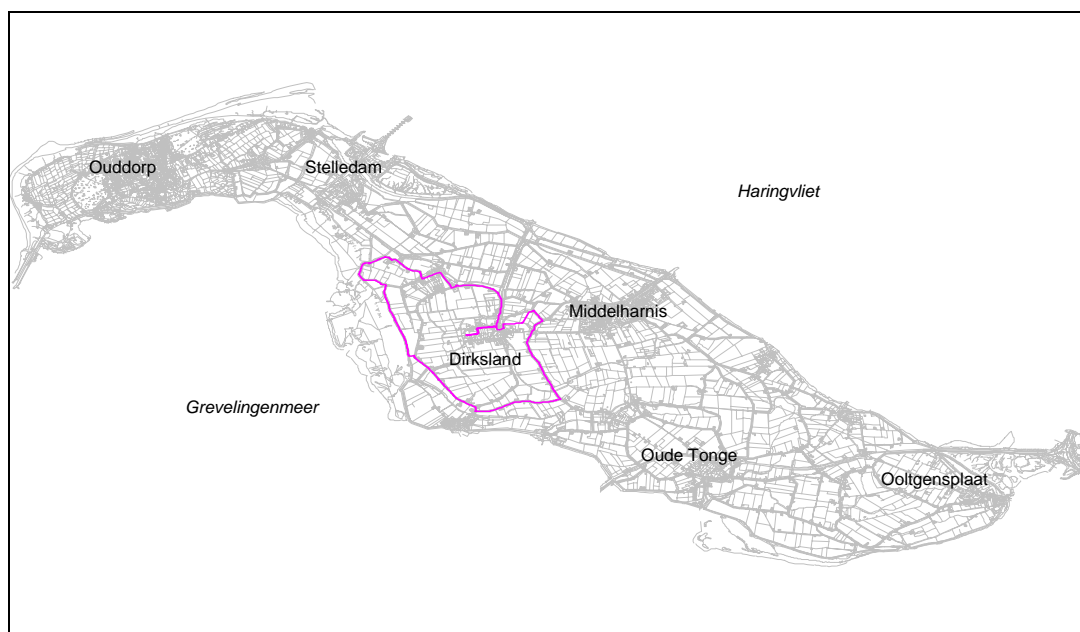 Ouddorp
Stelledam
Haringvliet
Middelharnis
Dirksland
Grevelingenmeer
Oude Tonge
Ooltgensplaat